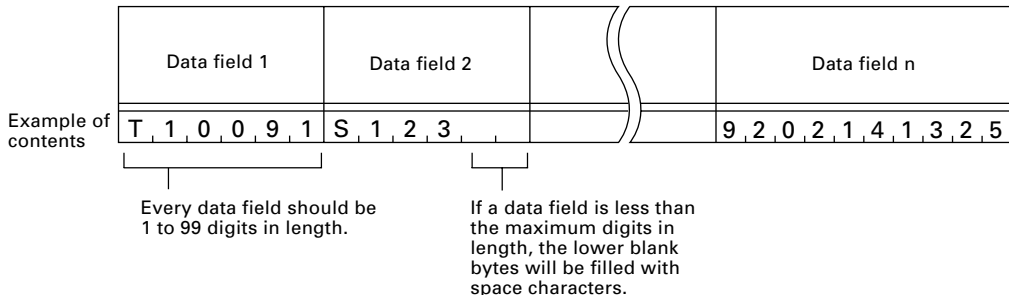 Data field 1
Data field 2
Data field n
Example of
contents
T 1 0 0 9 1 S 1 2 3 9 2 0 2 1 4 1 3 2 5
Every data field should be
1 to 99 digits in length.
If a data field is less than
the maximum digits in
length, the lower blank
bytes will be filled with
space characters.